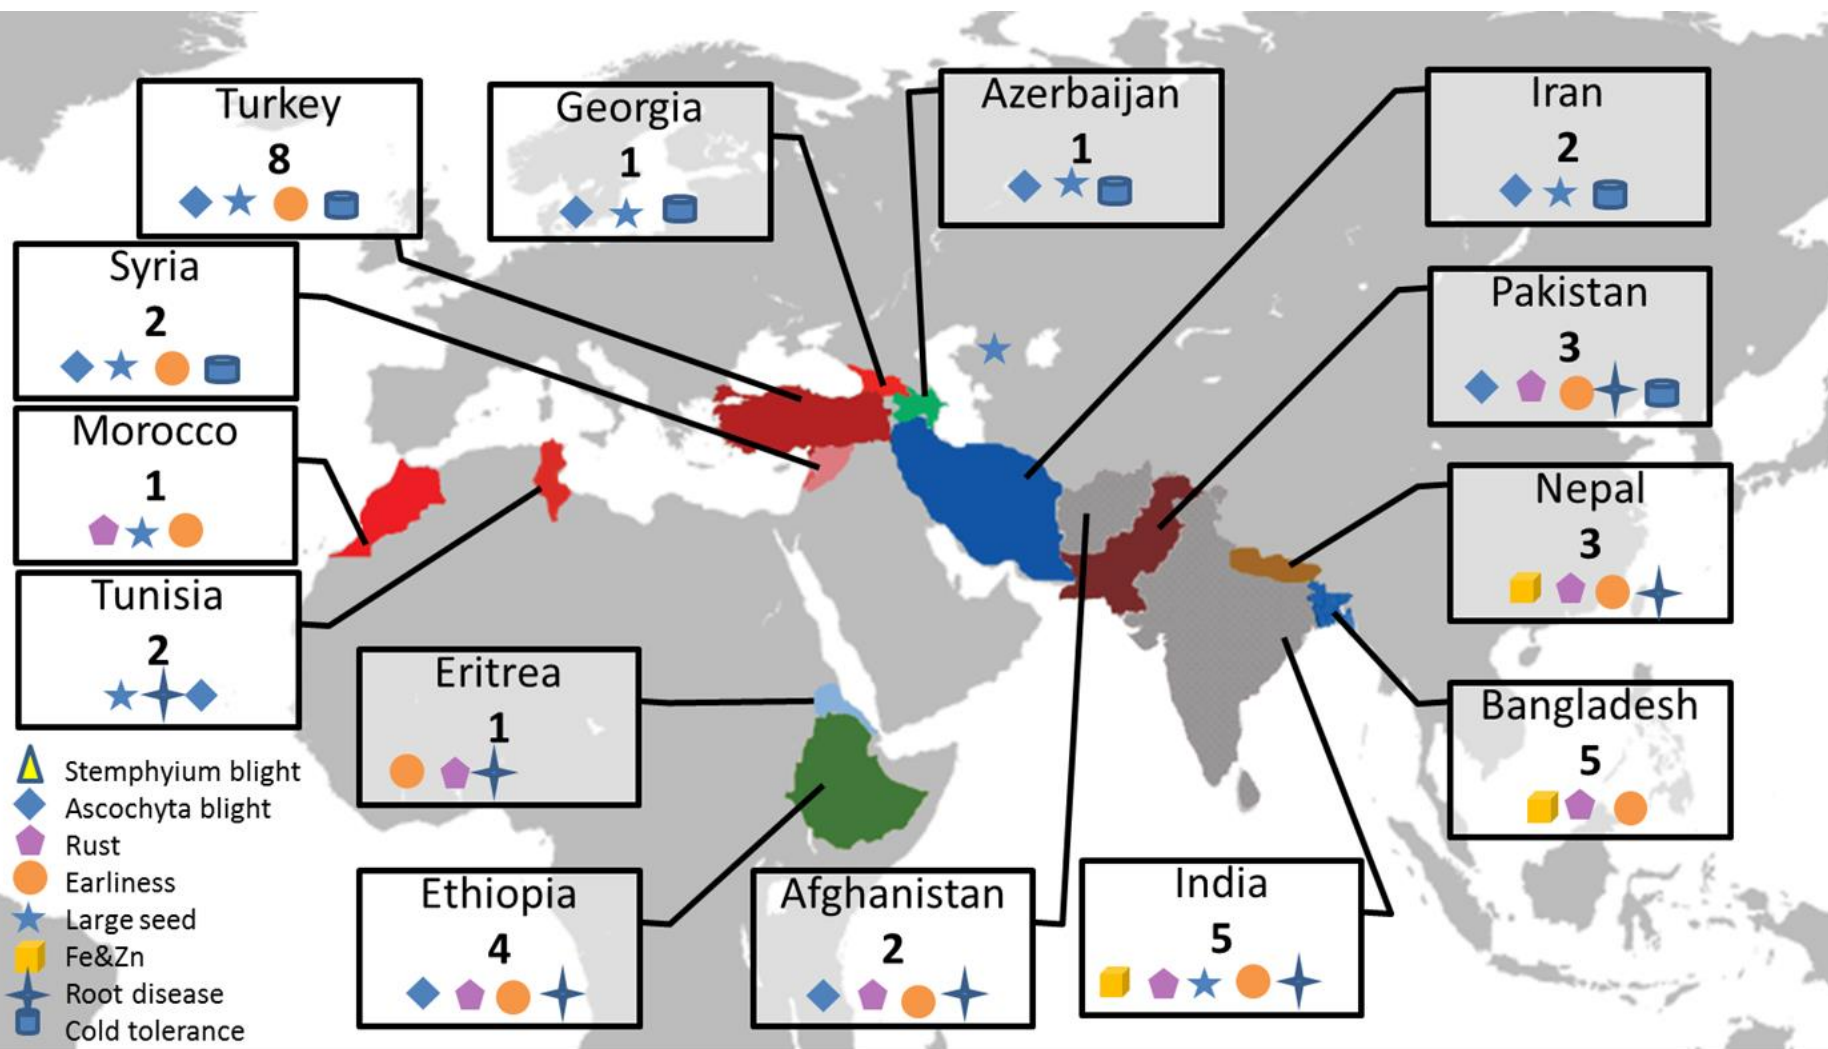 Turkey
8
Georgia
1
Azerbaijan
1
Iran
2
Syria
2
Pakistan
3
Morocco
1
Nepal
3
Tunisia
2
Eritrea
1
Bangladesh
5
Ethiopia
4
Afghanistan
2
India
5
Stemphyium blight
Ascochyta blight
Rust
Earliness
Large seed
Fe&Zn
Root disease
Cold tolerance